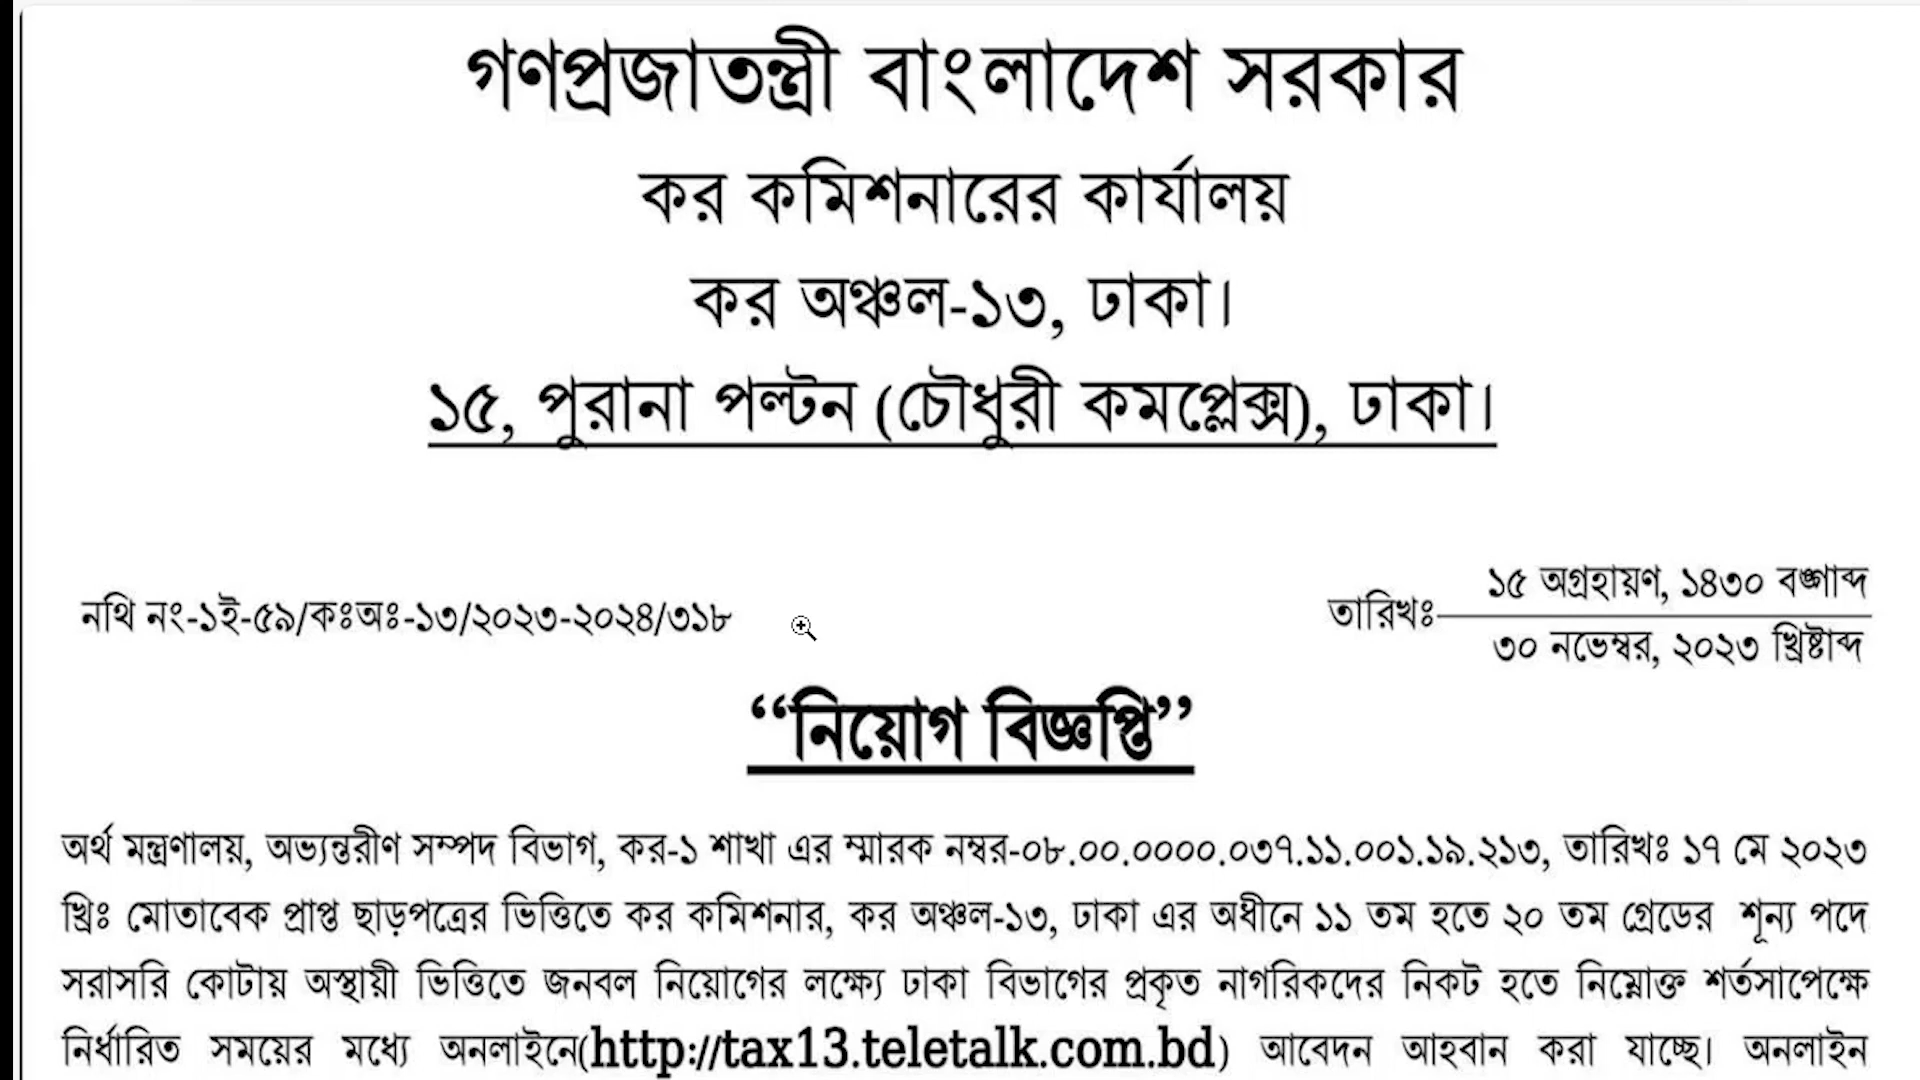 গণপ্রজাতন্ত্রী বাংলাদেশ সরকার
কর কমিশনারের কার্যালয়
কর অঞ্চল-১৩, ঢাকা।
১৫, পুরানা পল্টন (চৌধুরী কমপ্লেক্স), ঢাকা।
নথি নং-১ই-৫৯/কঃঅঃ-১৩/২০২৩-২০২৪/৩১৮
তারিখঃ ১৫ অগ্রহায়ণ, ১৪৩০ বঙ্গাব্দ
৩০ নভেম্বর, ২০২৩ খ্রিষ্টাব্দ
“নিয়োগ বিজ্ঞপ্তি”
অর্থ মন্ত্রণালয়, অভ্যন্তরীণ সম্পদ বিভাগ, কর-১ শাখা এর স্মারক নম্বর-০৮.০০.০০০০.০৩৭.১১.০০১.১৯.২১৩, তারিখঃ ১৭ মে ২০২৩
খ্রিঃ মোতাবেক প্রাপ্ত ছাড়পত্রের ভিত্তিতে কর কমিশনার, কর অঞ্চল-১৩, ঢাকা এর অধীনে ১১ তম হতে ২০ তম গ্রেডের শূন্য পদে
সরাসরি কোটায় অস্থায়ী ভিত্তিতে জনবল নিয়োগের লক্ষ্যে ঢাকা বিভাগের প্রকৃত নাগরিকদের নিকট হতে নিম্নোক্ত শর্তসাপেক্ষে
নির্ধারিত সময়ের মধ্যে অনলাইনে(http://tax13.teletalk.com.bd) আবেদন আহবান করা যাচ্ছে। অনলাইন